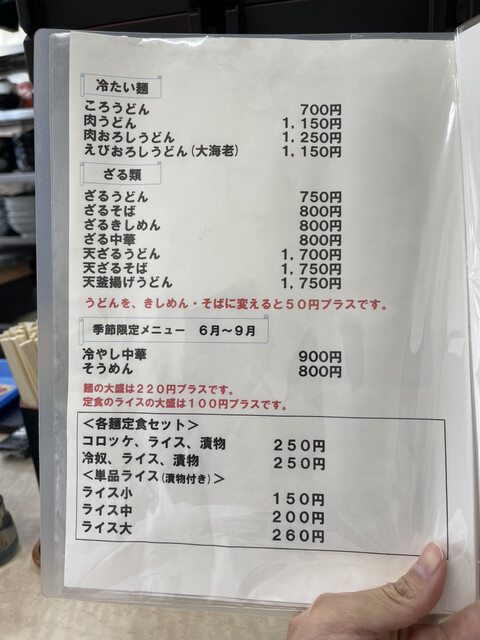 冷たい麺
ころうどん 700円
肉うどん 1,150円
肉おろしうどん 1,250円
えびおろしうどん(大海老) 1,150円
ざる類
ざるうどん 750円
ざるそば 800円
ざるきしめん 800円
ざる中華 800円
天ざるうどん 1,700円
天ざるそば 1,750円
天釜揚げうどん 1,750円
うどんを、きしめん・そばに変えると50円プラスです。
季節限定メニュー 6月～9月
冷やし中華 900円
そうめん 800円
麺の大盛は220円プラスです。
定食のライスの大盛は100円プラスです。
＜各麺定食セット＞
コロッケ、ライス、漬物 250円
冷奴、ライス、漬物 250円
＜単品ライス(漬物付き)＞
ライス小 150円
ライス中 200円
ライス大 260円